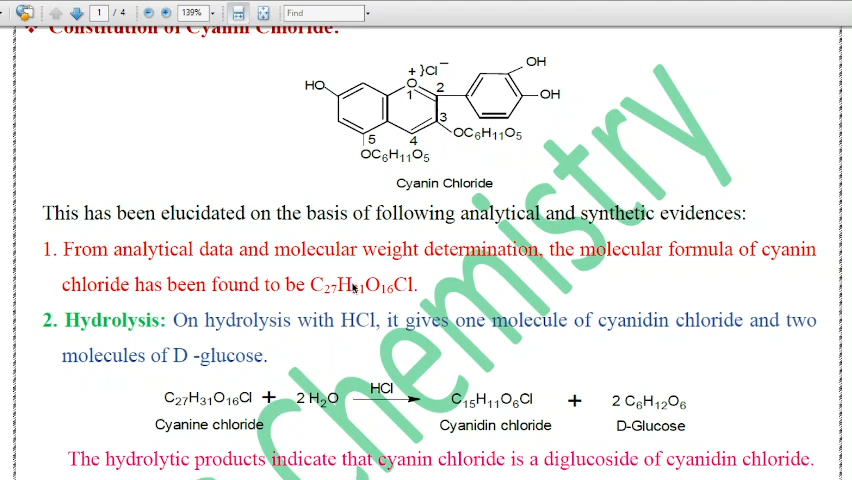 1 / 4 139% Find
❖ Constitution of Cyanin Chloride:
+ }Cl−
HO O 1 2 OH
OH
3
5 4 OC6H11O5
OC6H11O5
Cyanin Chloride
This has been elucidated on the basis of following analytical and synthetic evidences:
1. From analytical data and molecular weight determination, the molecular formula of cyanin
chloride has been found to be C27H31O16Cl.
2. Hydrolysis: On hydrolysis with HCl, it gives one molecule of cyanidin chloride and two
molecules of D -glucose.
C27H31O16Cl + 2 H2O HCl C15H11O6Cl + 2 C6H12O6
Cyanine chloride Cyanidin chloride D-Glucose
The hydrolytic products indicate that cyanin chloride is a diglucoside of cyanidin chloride.
Chemistry